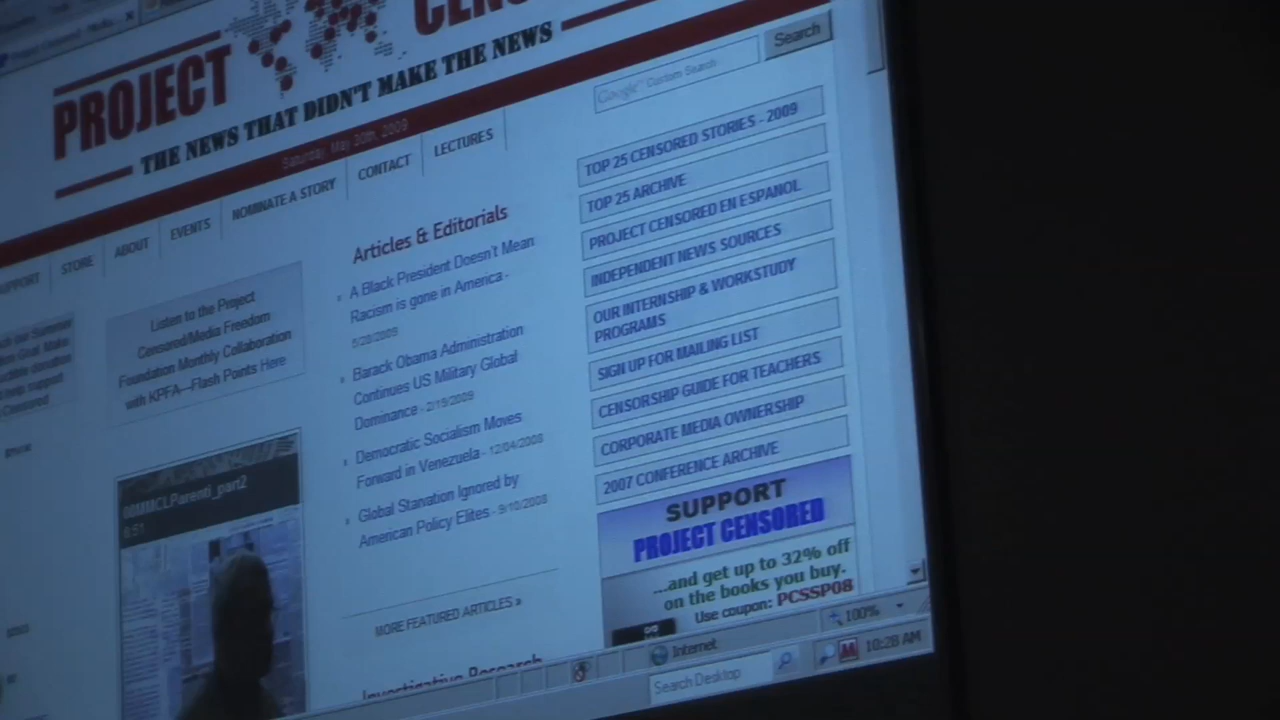 PROJECT
THE NEWS THAT DIDN'T MAKE THE NEWS
Saturday, May 30th, 2009
Google™ Custom Search
Search
SUPPORT
STORE
ABOUT
EVENTS
NOMINATE A STORY
CONTACT
LECTURES
Listen to the Project
Censored/Media Freedom
Foundation Monthly Collaboration
with KPFA—Flash Points Here
00MMCLParenti_part2
Articles & Editorials
A Black President Doesn't Mean
Racism is gone in America -
5/28/2009
Barack Obama Administration
Continues US Military Global
Dominance - 2/19/2009
Democratic Socialism Moves
Forward in Venezuela - 12/04/2008
Global Starvation Ignored by
American Policy Elites - 9/10/2008
MORE FEATURED ARTICLES »
Investigative Research
TOP 25 CENSORED STORIES - 2009
TOP 25 ARCHIVE
PROJECT CENSORED EN ESPANOL
INDEPENDENT NEWS SOURCES
OUR INTERNSHIP & WORKSTUDY
PROGRAMS
SIGN UP FOR MAILING LIST
CENSORSHIP GUIDE FOR TEACHERS
CORPORATE MEDIA OWNERSHIP
2007 CONFERENCE ARCHIVE
SUPPORT
PROJECT CENSORED
...and get up to 32% off
on the books you buy.
Use coupon: PCSSP08
Internet
100%
Search Desktop
10:28 AM